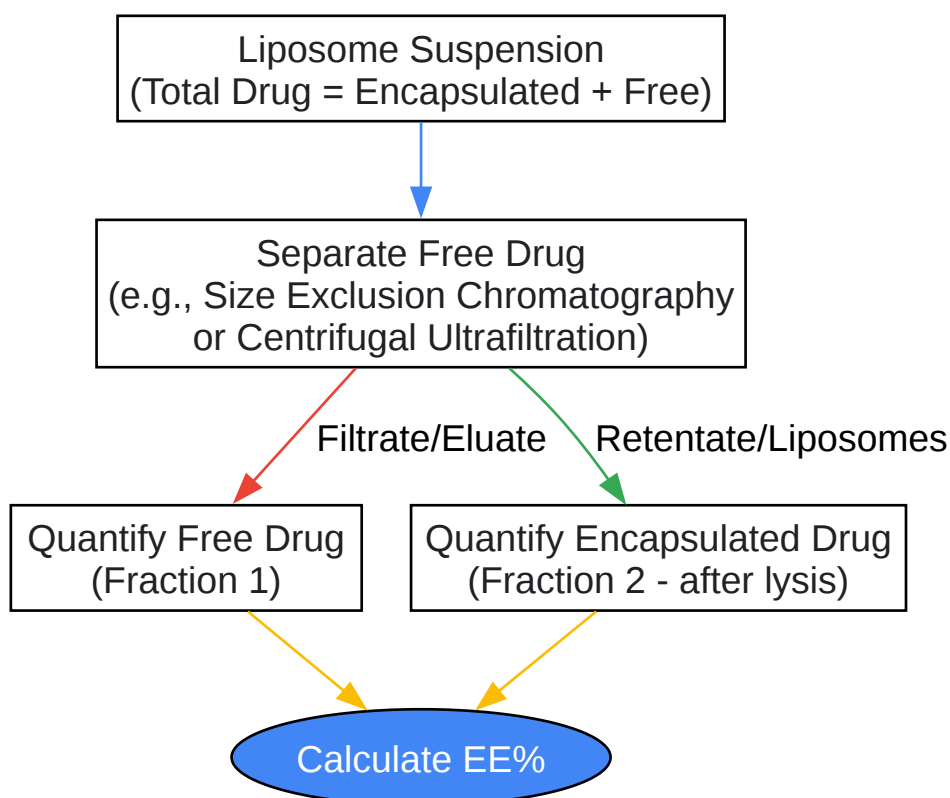 Liposome Suspension
(Total Drug = Encapsulated + Free)
Separate Free Drug
(e.g., Size Exclusion Chromatography
or Centrifugal Ultrafiltration)
Filtrate/Eluate
Retentate/Liposomes
Quantify Free Drug
(Fraction 1)
Quantify Encapsulated Drug
(Fraction 2 - after lysis)
Calculate EE%